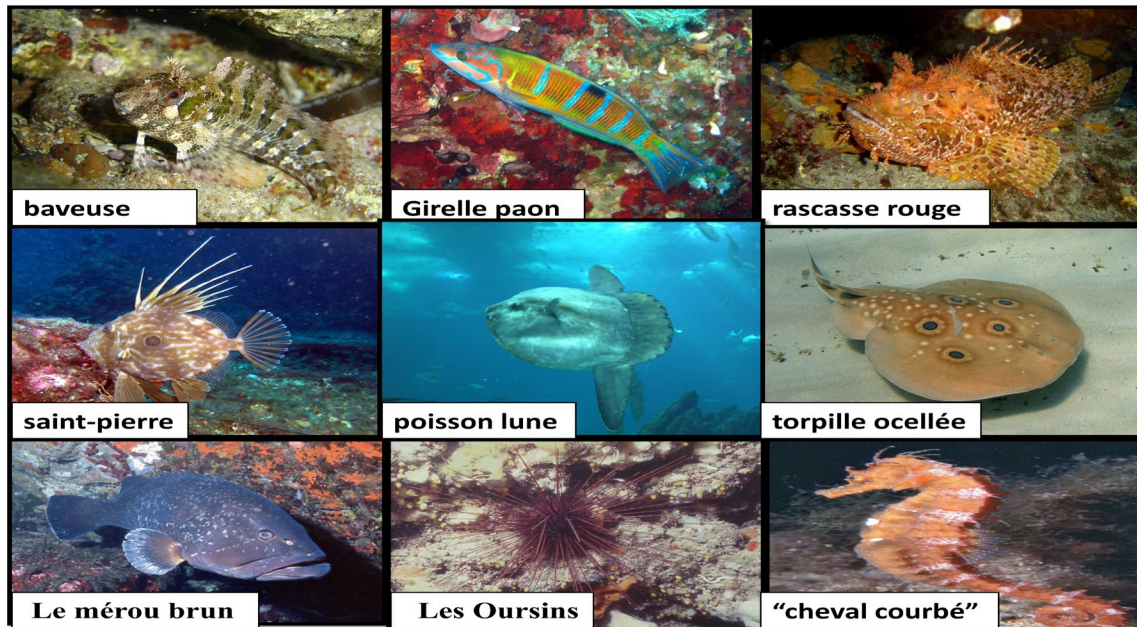 baveuse
Girelle paon
rascasse rouge
saint-pierre
poisson lune
torpille ocellée
Le mérou brun
Les Oursins
“cheval courbé”